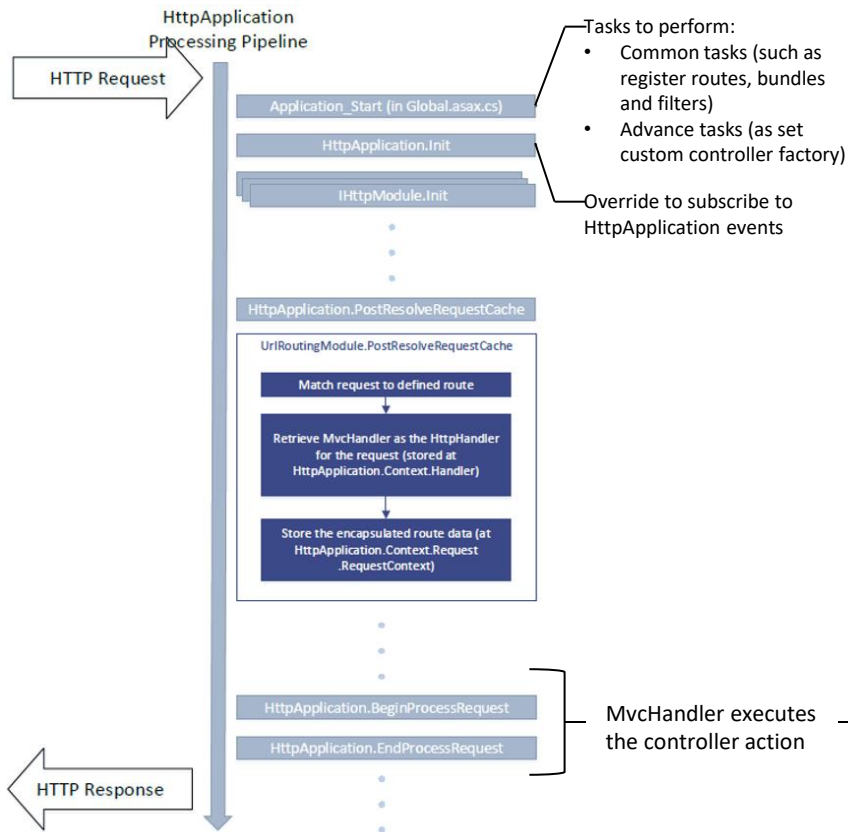 HttpApplication
Processing Pipeline
HTTP Request
Tasks to perform:
• Common tasks (such as
register routes, bundles
and filters)
• Advance tasks (as set
custom controller factory)
Application_Start (in Global.asax.cs)
HttpApplication.Init
IHttpModule.Init
Override to subscribe to
HttpApplication events
HttpApplication.PostResolveRequestCache
UrlRoutingModule.PostResolveRequestCache
Match request to defined route
Retrieve MvcHandler as the HttpHandler
for the request (stored at
HttpApplication.Context.Handler)
Store the encapsulated route data (at
HttpApplication.Context.Request
.RequestContext)
HttpApplication.BeginProcessRequest
HttpApplication.EndProcessRequest
MvcHandler executes
the controller action
HTTP Response